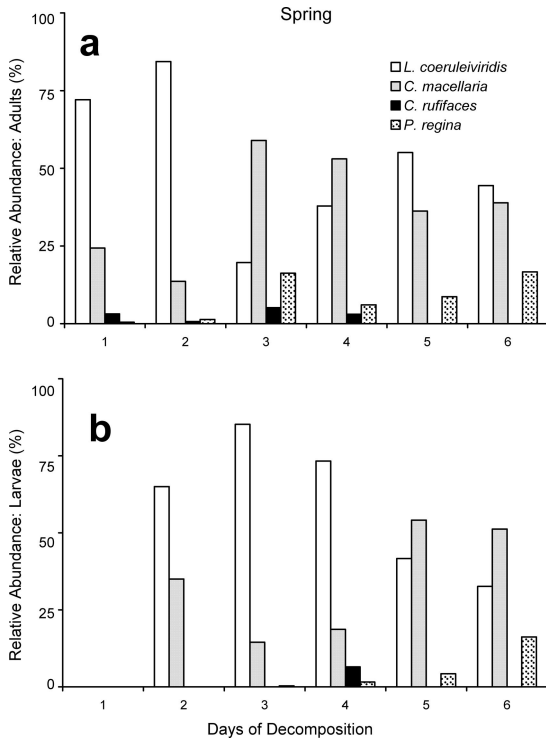 Spring
a
L. coeruleiviridis
C. macellaria
C. rufifaces
P. regina
Relative Abundance: Adults (%)
100
75
50
25
0
1 2 3 4 5 6
b
Relative Abundance: Larvae (%)
100
75
50
25
0
1 2 3 4 5 6
Days of Decomposition